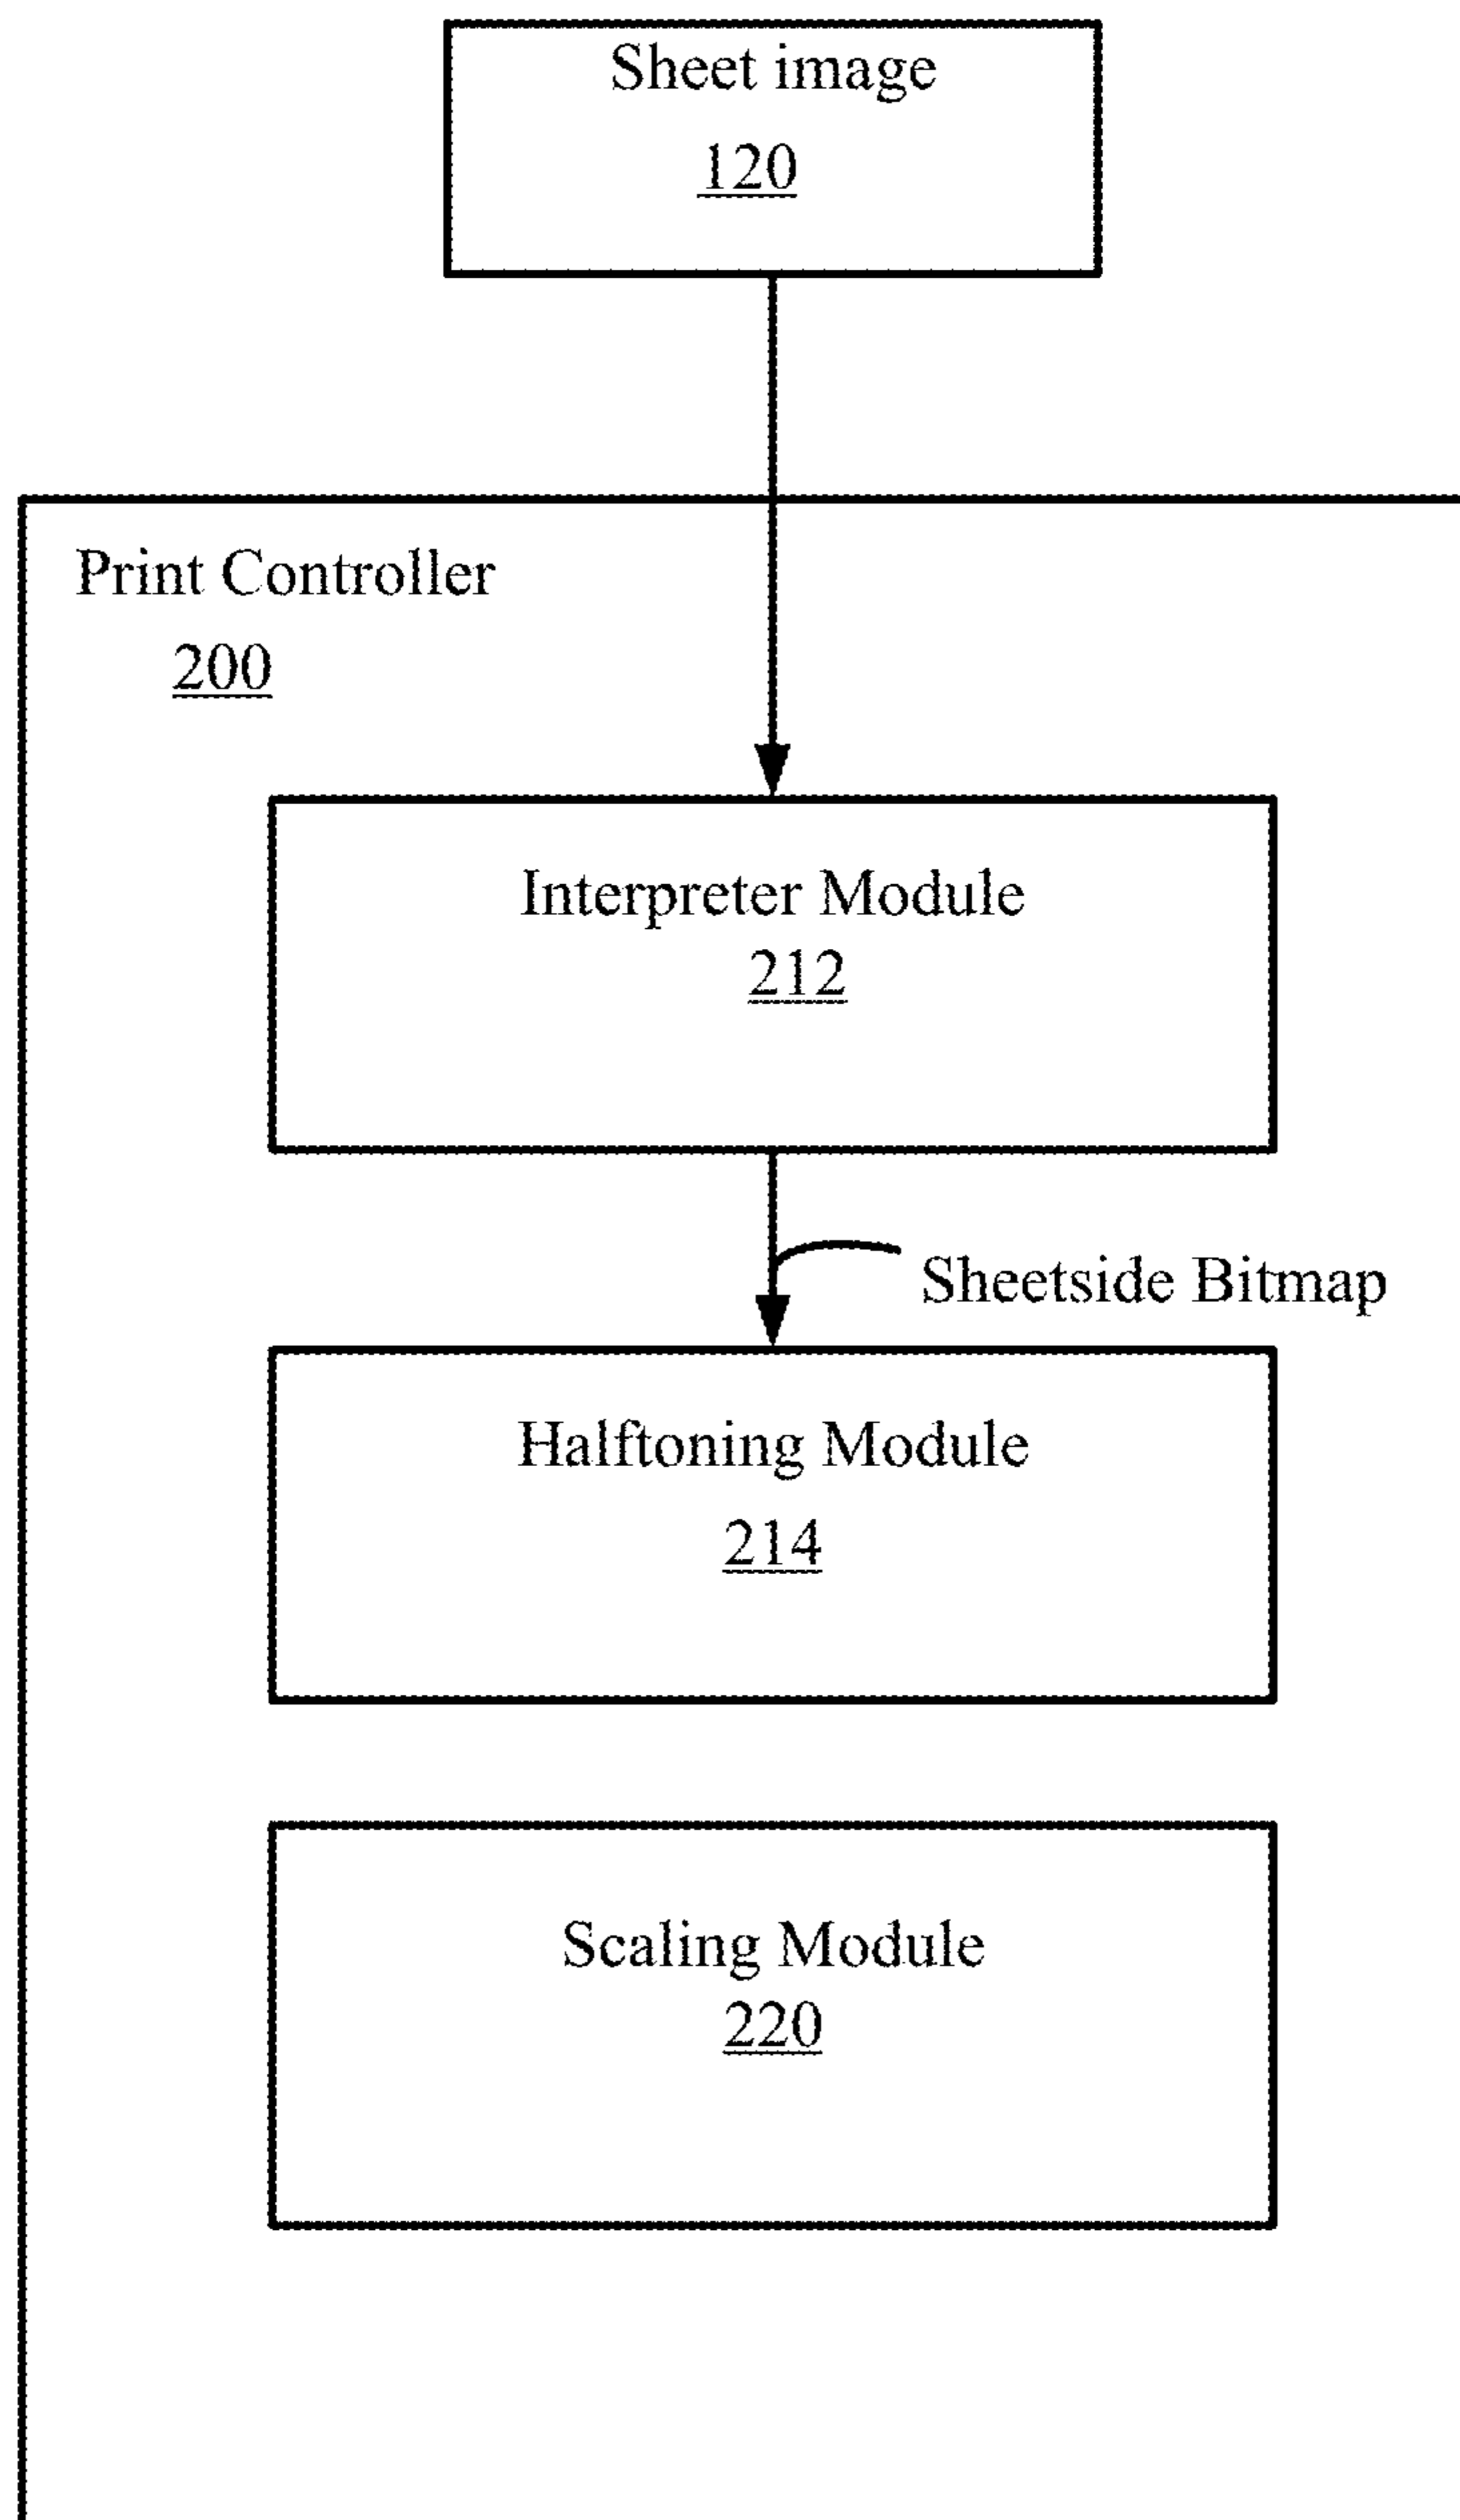 Sheet image
120
Print Controller
200
Interpreter Module
212
Sheetside Bitmap
Halftoning Module
214
Scaling Module
220